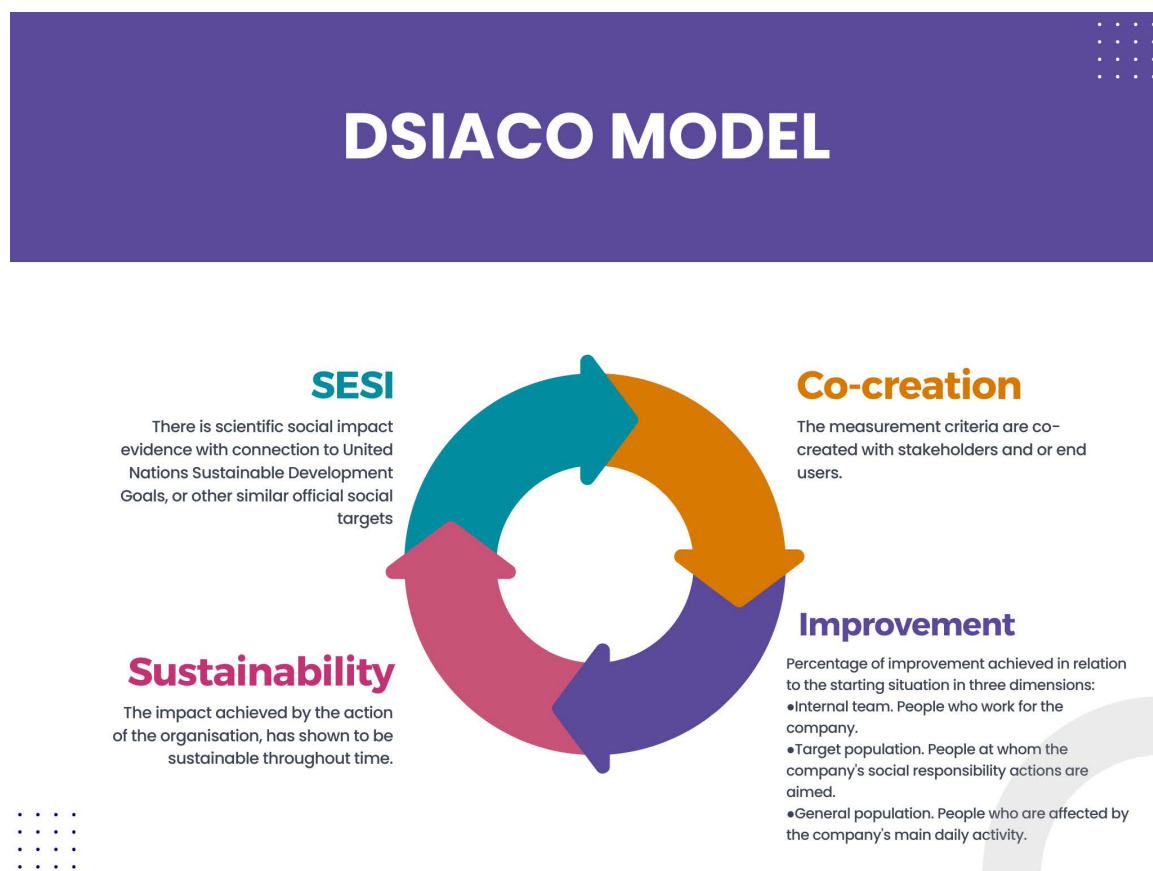 DSIACO MODEL
SESI
There is scientific social impact
evidence with connection to United
Nations Sustainable Development
Goals, or other similar official social
targets
Co-creation
The measurement criteria are co-
created with stakeholders and or end
users.
Sustainability
The impact achieved by the action
of the organisation, has shown to be
sustainable throughout time.
Improvement
Percentage of improvement achieved in relation
to the starting situation in three dimensions:
●Internal team. People who work for the
company.
●Target population. People at whom the
company's social responsibility actions are
aimed.
●General population. People who are affected by
the company's main daily activity.